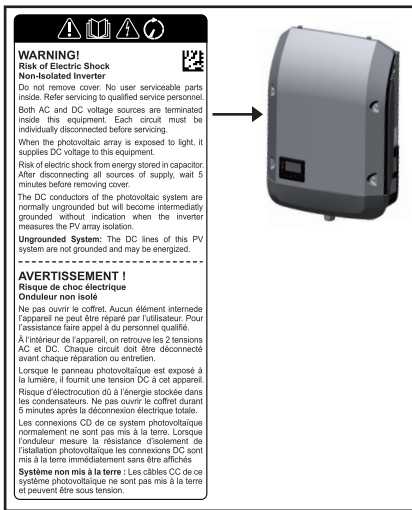 WARNING!
Risk of Electric Shock
Non-Isolated Inverter
Do not remove cover. No user serviceable parts
inside. Refer servicing to qualified service personnel.
Both AC and DC voltage sources are terminated
inside this equipment. Each circuit must be
individually disconnected before servicing.
When the photovoltaic array is exposed to light, it
supplies DC voltage to this equipment.
Risk of electric shock from energy stored in capacitor.
After disconnecting all sources of supply, wait 5
minutes before removing cover.
The DC conductors of the photovoltaic system are
normally ungrounded but will become intermediatly
grounded without indication when the inverter
measures the PV array isolation.
Ungrounded System: The DC lines of this PV
system are not grounded and may be energized.
AVERTISSEMENT !
Risque de choc électrique
Onduleur non isolé
Ne pas ouvrir le coffret. Aucun élément internede
l'appareil ne peut être réparé par l'utilisateur. Pour
l'assistance faire appel à du personnel qualifié.
À l'intérieur de l'appareil, on retrouve les 2 tensions
AC et DC. Chaque circuit doit être déconnecté
avant chaque réparation ou entretien.
Lorsque le panneau photovoltaïque est exposé à
la lumière, il fournit une tension DC à cet appareil.
Risque d'électrocution dû à l'énergie stockée dans
les condensateurs. Ne pas ouvrir le coffret durant
5 minutes après la déconnexion électrique totale.
Les connexions CD de ce system photovoltaïque
normalement ne sont pas mis à la terre. Lorsque
l'onduleur mesure la résistance d'isolement de
l'istallation photovoltaïque les connexions DC sont
mis à la terre immédiatement sans être affichés
Système non mis à la terre : Les câbles CC de ce
système photovoltaïque ne sont pas mis à la terre
et peuvent être sous tension.